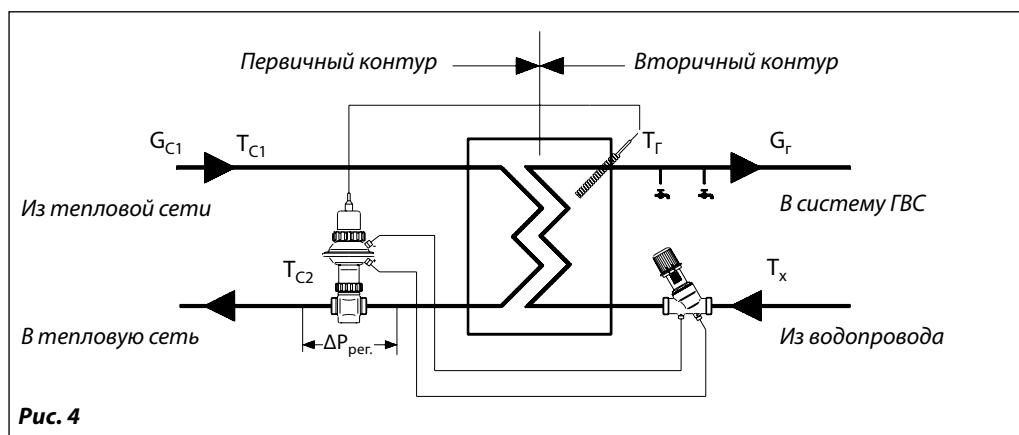 Первичный контур
Вторичный контур
G_C1
T_C1
T_Г
G_г
Из тепловой сети
В систему ГВС
T_C2
T_x
В тепловую сеть
ΔP_рег.
Из водопровода
Рис. 4